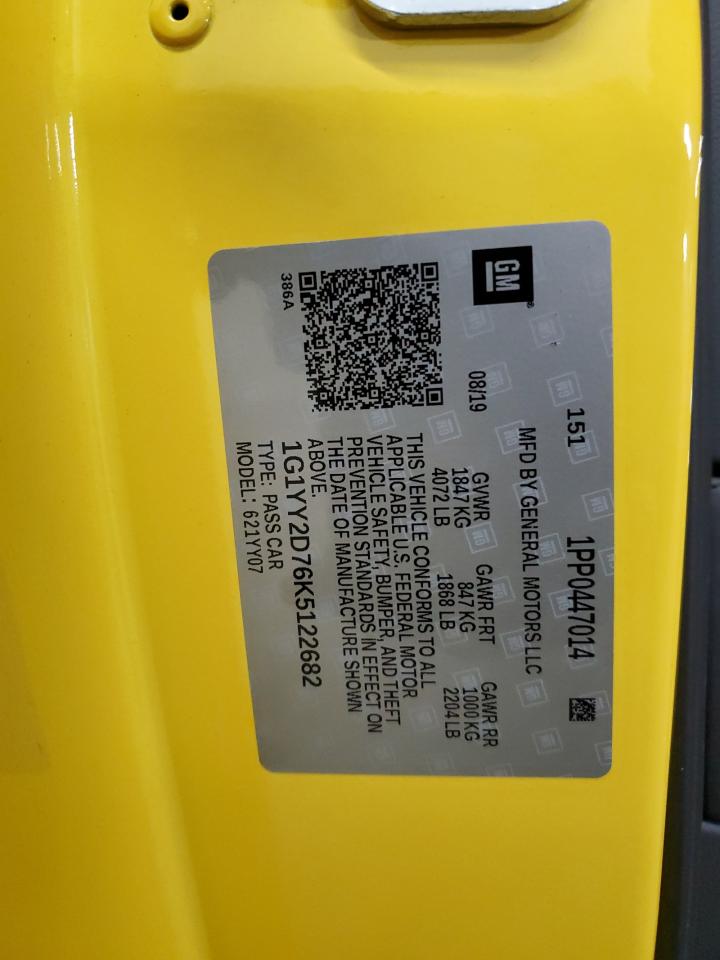 GM
151
1PP0447014
MFD BY GENERAL MOTORS LLC
08/19
GVWR GAWR FRT GAWR RR
1847 KG 847 KG 1000 KG
4072 LB 1868 LB 2204 LB
THIS VEHICLE CONFORMS TO ALL
APPLICABLE U.S. FEDERAL MOTOR
VEHICLE SAFETY, BUMPER, AND THEFT
PREVENTION STANDARDS IN EFFECT ON
THE DATE OF MANUFACTURE SHOWN
ABOVE.
1G1YY2D76K5122682
TYPE: PASS CAR
MODEL: 621YY07
386A